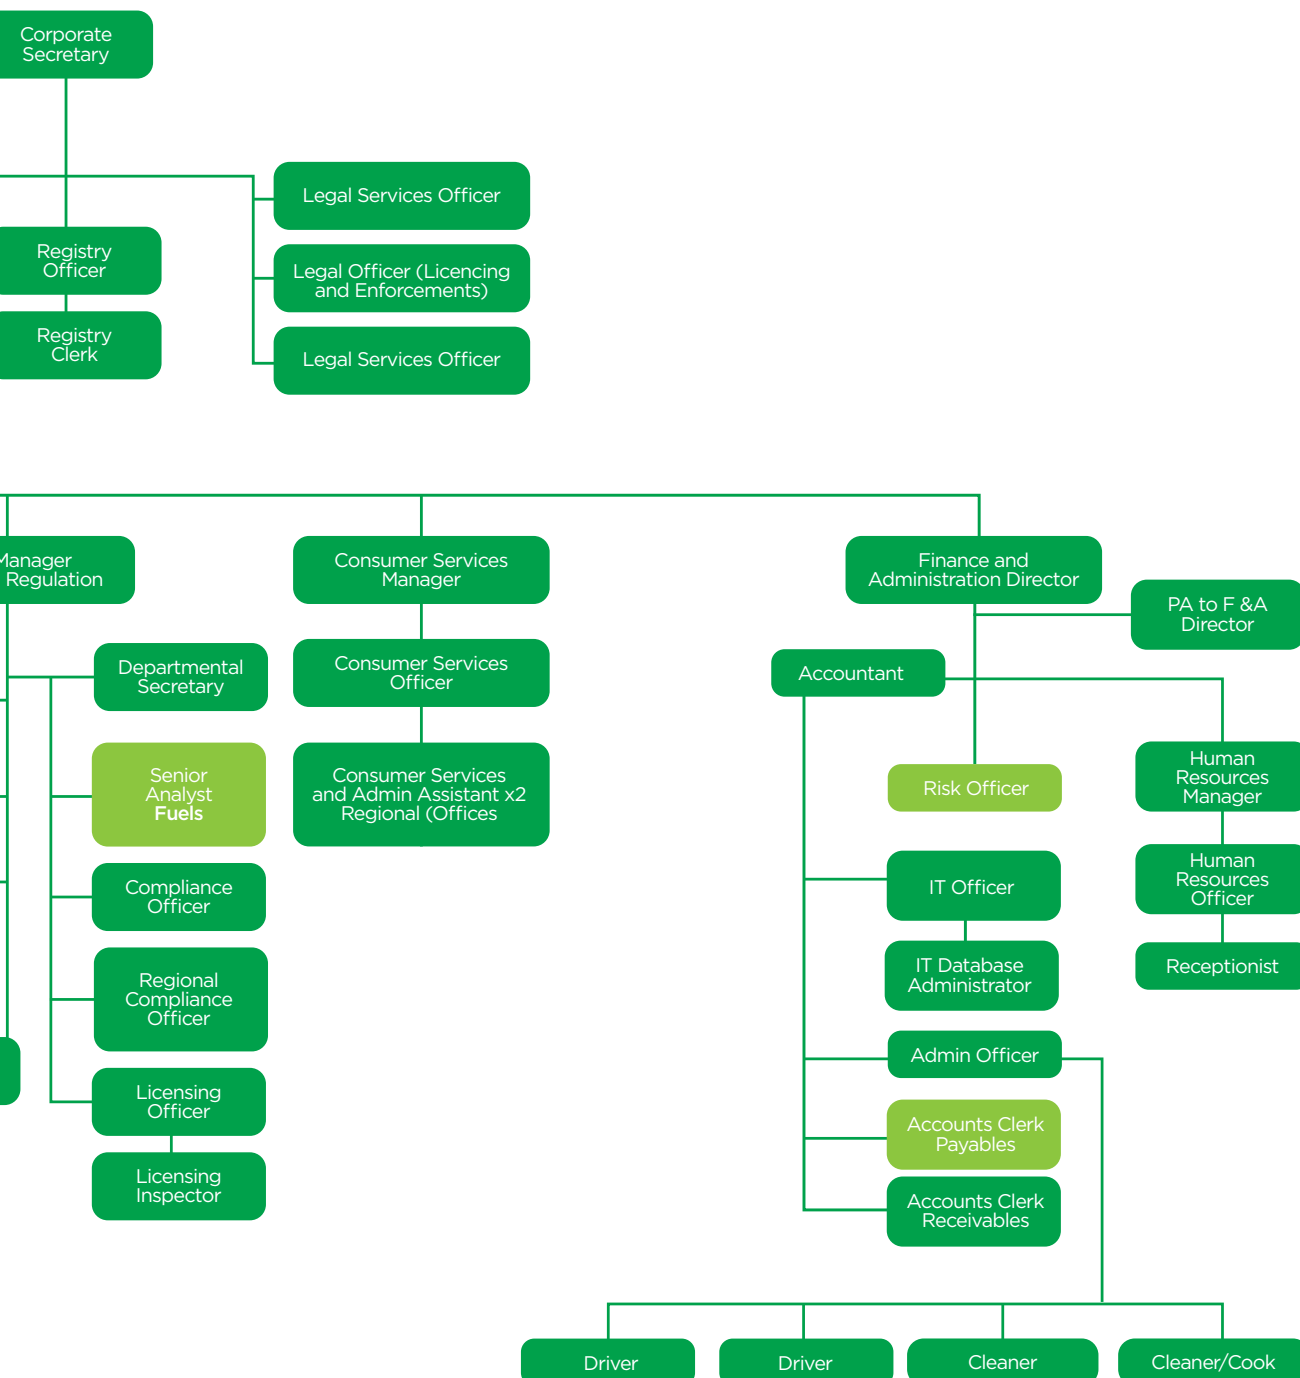 Corporate
Secretary
Legal Services Officer
Registry
Officer
Legal Officer (Licencing
and Enforcements)
Registry
Clerk
Legal Services Officer
Manager
Regulation
Consumer Services
Manager
Finance and
Administration Director
PA to F &A
Director
Departmental
Secretary
Consumer Services
Officer
Accountant
Senior
Analyst
Fuels
Consumer Services
and Admin Assistant x2
Regional (Offices
Risk Officer
Human
Resources
Manager
Compliance
Officer
IT Officer
Human
Resources
Officer
Regional
Compliance
Officer
IT Database
Administrator
Receptionist
Admin Officer
Licensing
Officer
Accounts Clerk
Payables
Licensing
Inspector
Accounts Clerk
Receivables
Driver
Driver
Cleaner
Cleaner/Cook